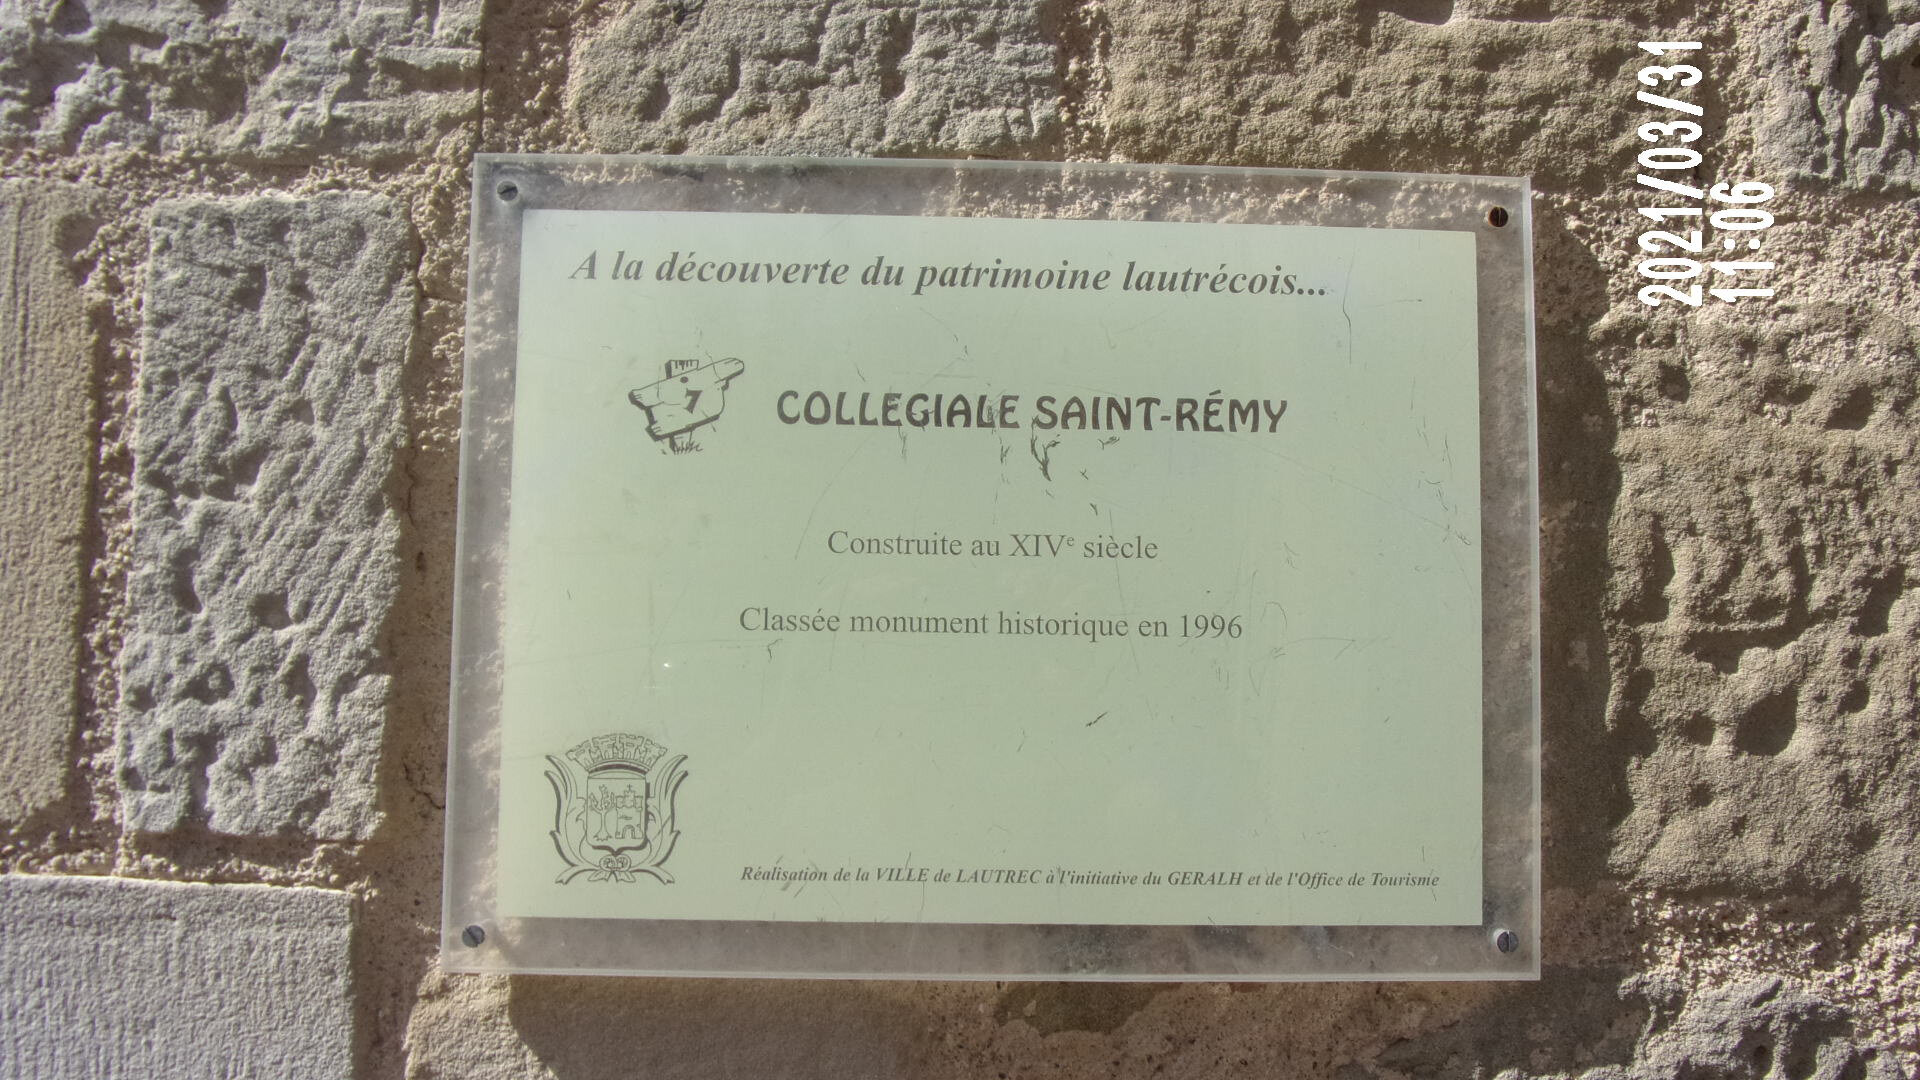 A la découverte du patrimoine lautrécois...
7
COLLEGIALE SAINT-RÉMY
Construite au XIVe siècle
Classée monument historique en 1996
Réalisation de la VILLE de LAUTREC à l'initiative du GERALH et de l'Office de Tourisme
2021/03/31
11:06